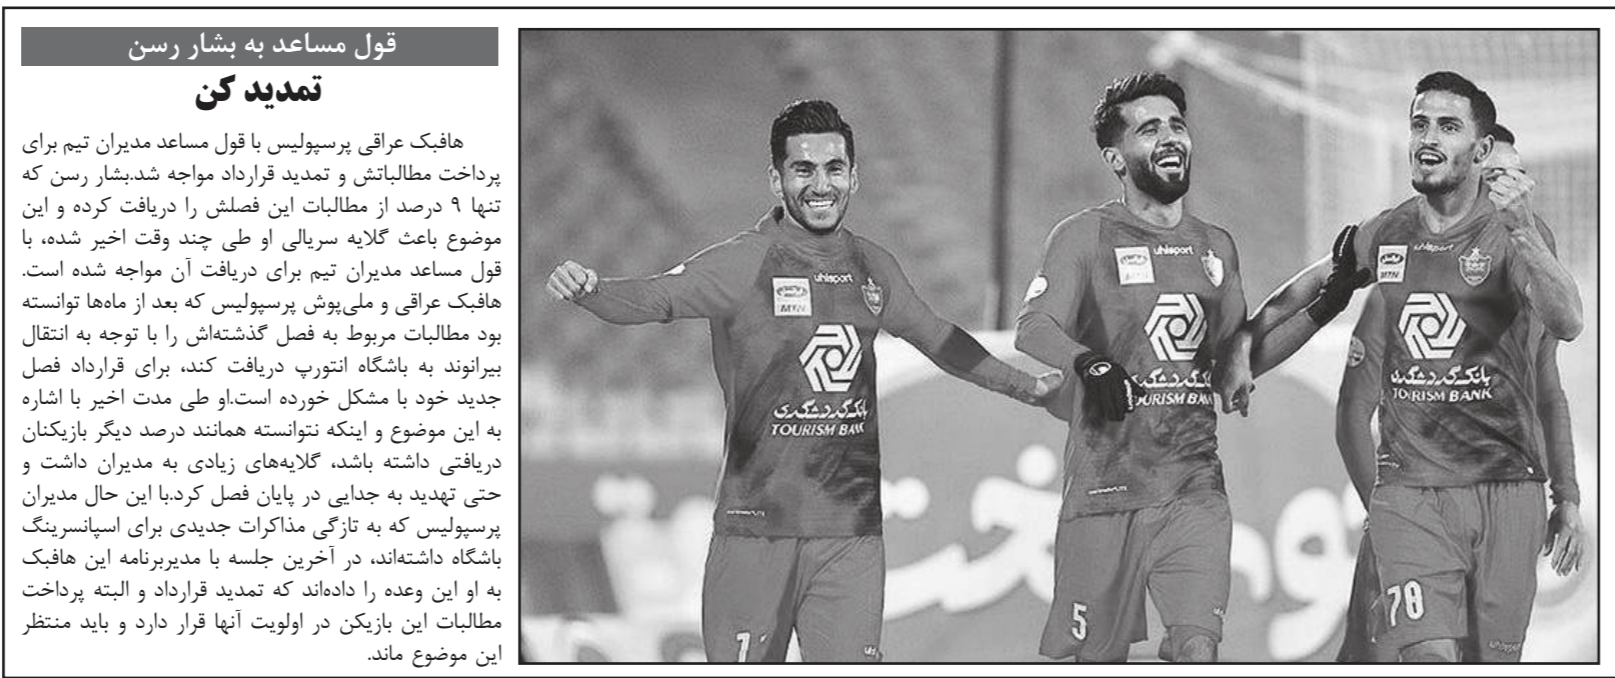 قول مساعد به بشار رسن
تمدید کن
هافبک عراقی پرسپولیس با قول مساعد مدیران تیم برای
پرداخت مطالباتش و تمدید قرارداد مواجه شد.بشار رسن که
تنها ۹ درصد از مطالبات این فصلش را دریافت کرده و این
موضوع باعث گلایه سریالی او طی چند وقت اخیر شده، با
قول مساعد مدیران تیم برای دریافت آن مواجه شده است.
هافبک عراقی و ملی‌پوش پرسپولیس که بعد از ماه‌ها توانسته
بود مطالبات مربوط به فصل گذشته‌اش را با توجه به انتقال
بیرانوند به باشگاه انتورپ دریافت کند، برای قرارداد فصل
جدید خود با مشکل خورده است.او طی مدت اخیر با اشاره
به این موضوع و اینکه نتوانسته همانند درصد دیگر بازیکنان
دریافتی داشته باشد، گلایه‌های زیادی به مدیران داشت و
حتی تهدید به جدایی در پایان فصل کرد.با این حال مدیران
پرسپولیس که به تازگی مذاکرات جدیدی برای اسپانسرینگ
باشگاه داشته‌اند، در آخرین جلسه با مدیربرنامه این هافبک
به او این وعده را داده‌اند که تمدید قرارداد و البته پرداخت
مطالبات این بازیکن در اولویت آنها قرار دارد و باید منتظر
این موضوع ماند.
uhlsport
MTN
بانک گردشگری
TOURISM BANK
uhlsport
MTN
بانک گردشگری
TOURISM BANK
5
uhlsport
MTN
بانک گردشگری
TOURISM BANK
70